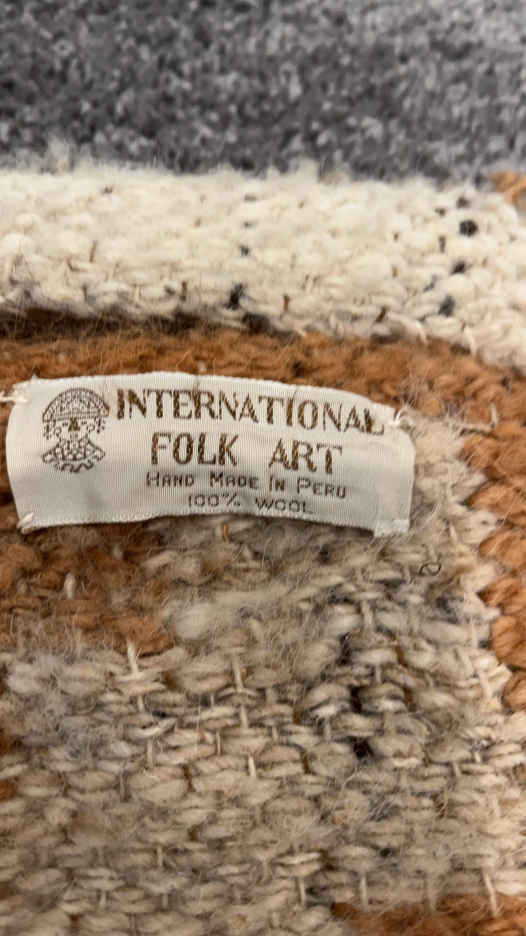 INTERNATIONAL
FOLK ART
HAND MADE IN PERU
100% WOOL